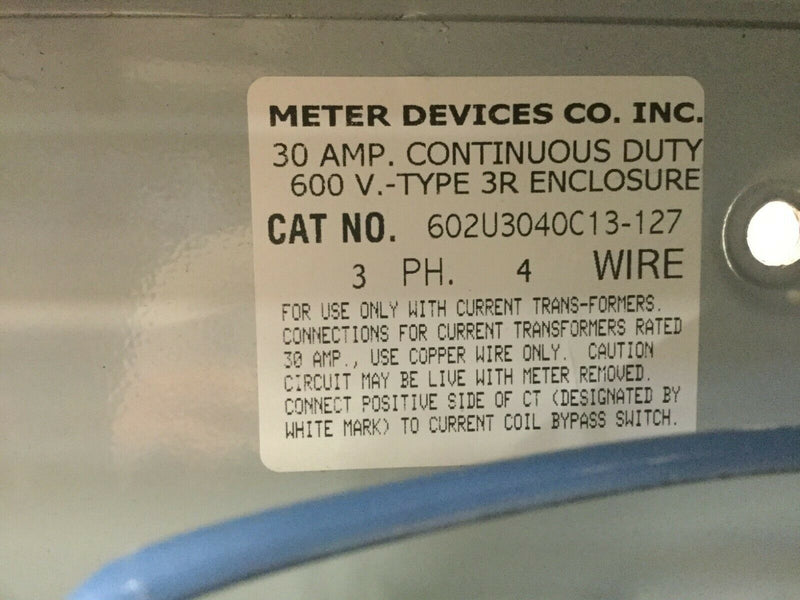 METER DEVICES CO. INC.
30 AMP. CONTINUOUS DUTY
600 V.-TYPE 3R ENCLOSURE
CAT NO. 602U3040C13-127
3 PH. 4 WIRE
FOR USE ONLY WITH CURRENT TRANS-FORMERS.
CONNECTIONS FOR CURRENT TRANSFORMERS RATED
30 AMP., USE COPPER WIRE ONLY. CAUTION
CIRCUIT MAY BE LIVE WITH METER REMOVED.
CONNECT POSITIVE SIDE OF CT (DESIGNATED BY
WHITE MARK) TO CURRENT COIL BYPASS SWITCH.